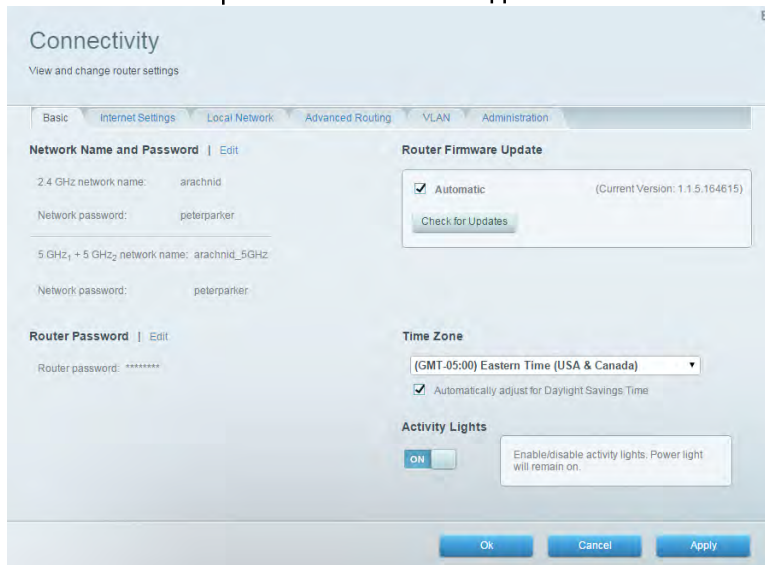 Connectivity
View and change router settings
Basic Internet Settings Local Network Advanced Routing VLAN Administration
Network Name and Password | Edit
2.4 GHz network name: arachnid
Network password: peterparker
5 GHz1 + 5 GHz2 network name: arachnid_5GHz
Network password: peterparker
Router Password | Edit
Router password: ********
Router Firmware Update
Automatic (Current Version: 1.1.5.164615)
Check for Updates
Time Zone
(GMT-05:00) Eastern Time (USA & Canada)
Automatically adjust for Daylight Savings Time
Activity Lights
ON
Enable/disable activity lights. Power light
will remain on.
Ok Cancel Apply